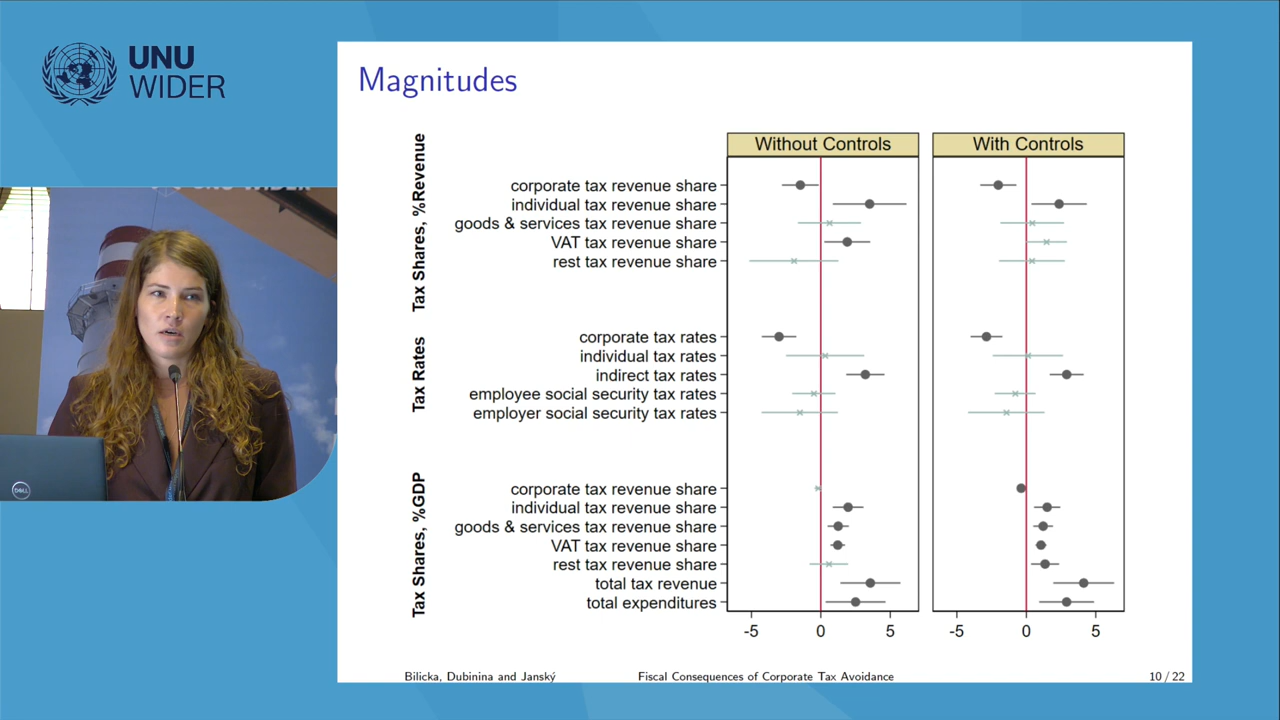 UNU
WIDER
UNU WIDER
DELL
Magnitudes
Without Controls
With Controls
Tax Shares, %Revenue
corporate tax revenue share
individual tax revenue share
goods & services tax revenue share
VAT tax revenue share
rest tax revenue share
Tax Rates
corporate tax rates
individual tax rates
indirect tax rates
employee social security tax rates
employer social security tax rates
Tax Shares, %GDP
corporate tax revenue share
individual tax revenue share
goods & services tax revenue share
VAT tax revenue share
rest tax revenue share
total tax revenue
total expenditures
-5 0 5
-5 0 5
Bilicka, Dubinina and Janský
Fiscal Consequences of Corporate Tax Avoidance
10 / 22